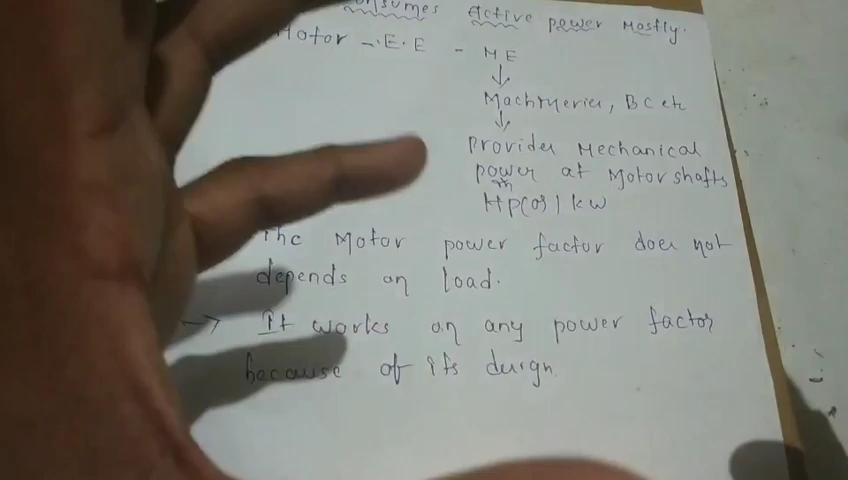 consumes Active power Mostly.
Motor - E.E - ME
↓
Machineries, BC etc
↓
Provides Mechanical
power at Motor shafts
in
Hp(or) kw
The Motor power factor does not
depends on load.
→ It works on any power factor
because of its design.